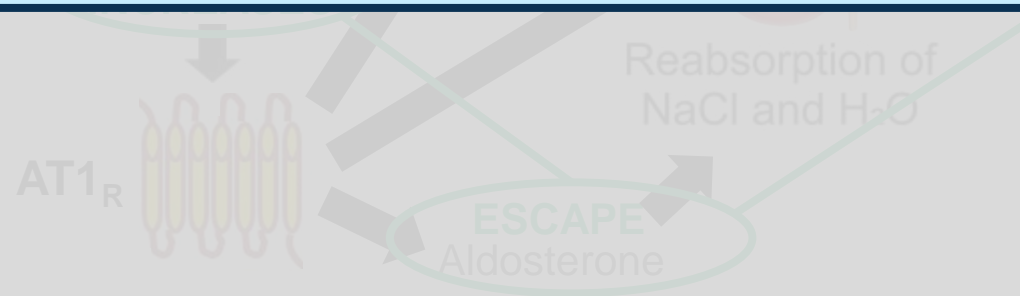 Reabsorption of
NaCl and H₂O
AT1R
ESCAPE
Aldosterone